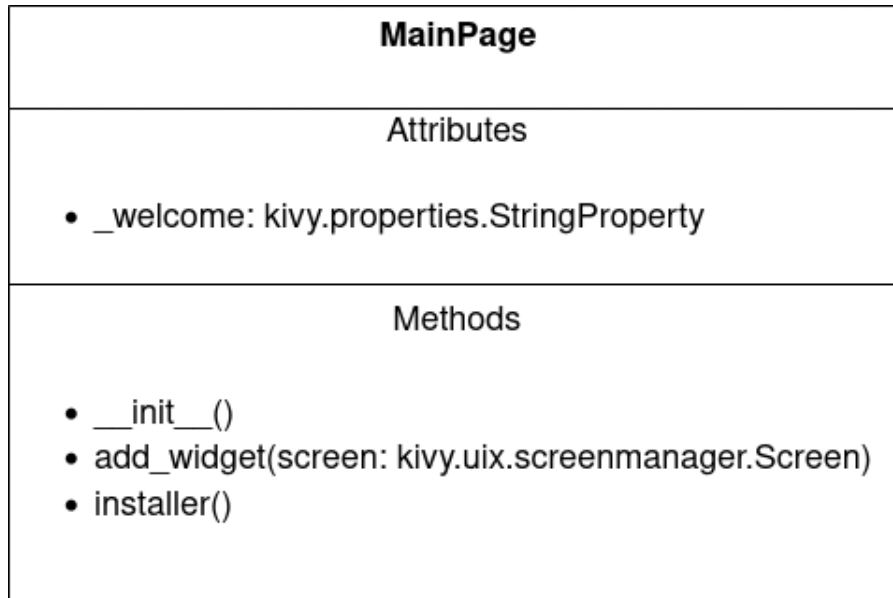 MainPage
Attributes
• _welcome: kivy.properties.StringProperty
Methods
• __init__()
• add_widget(screen: kivy.uix.screenmanager.Screen)
• installer()